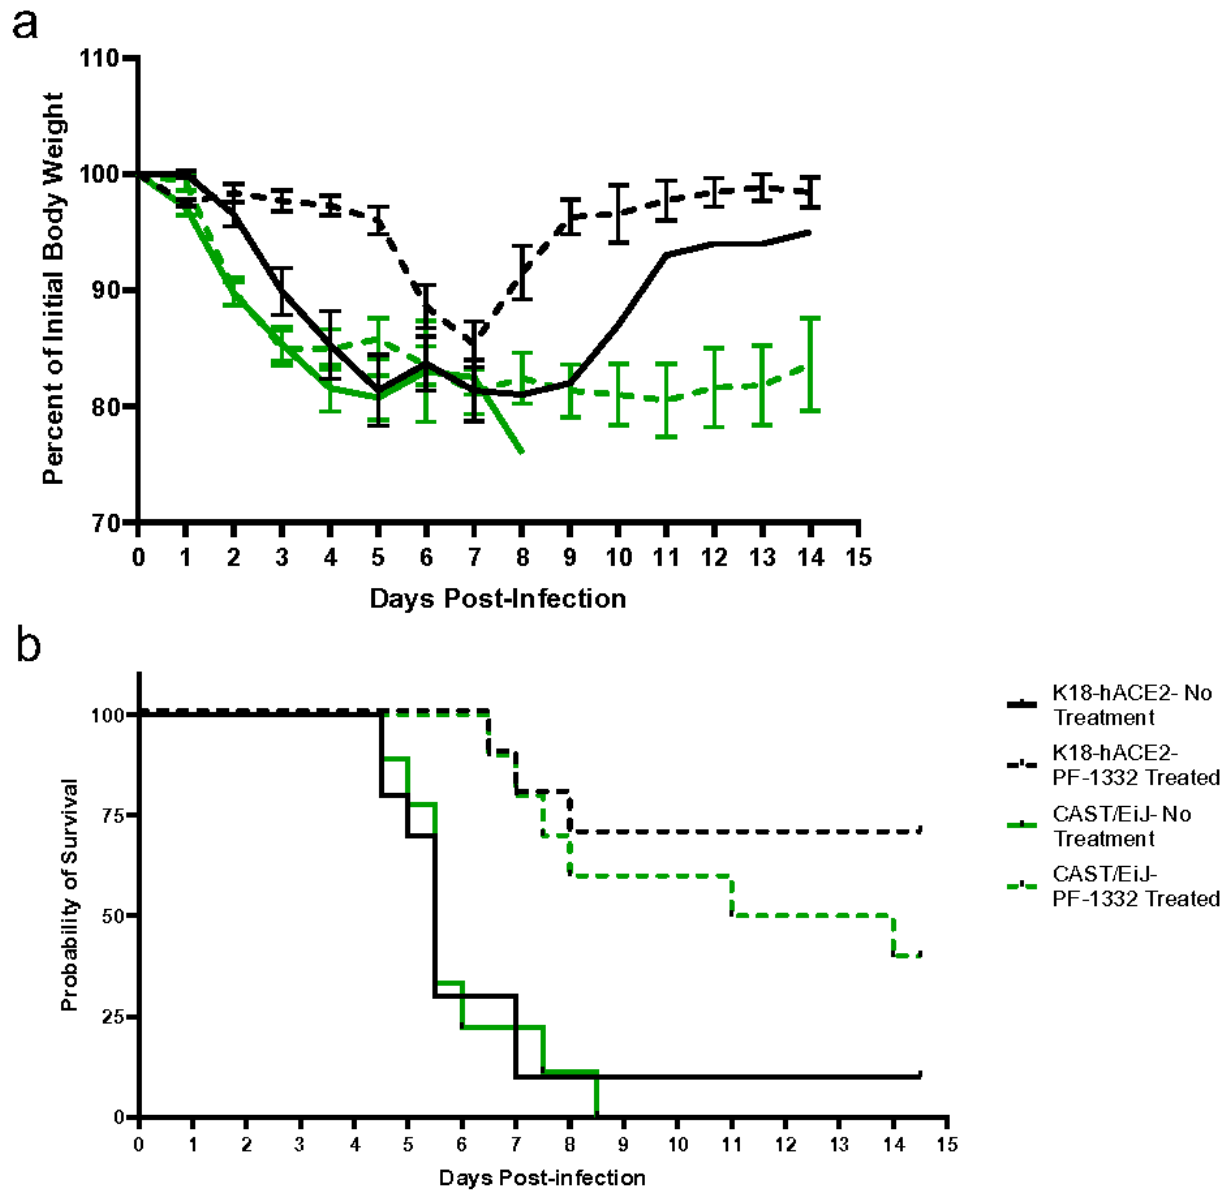 a
110
100
90
80
70
Percent of Initial Body Weight
0 1 2 3 4 5 6 7 8 9 10 11 12 13 14 15
Days Post-Infection
b
100
75
50
25
0
Probability of Survival
0 1 2 3 4 5 6 7 8 9 10 11 12 13 14 15
Days Post-infection
K18-hACE2- No
Treatment
K18-hACE2-
PF-1332 Treated
CAST/EiJ- No
Treatment
CAST/EiJ-
PF-1332 Treated